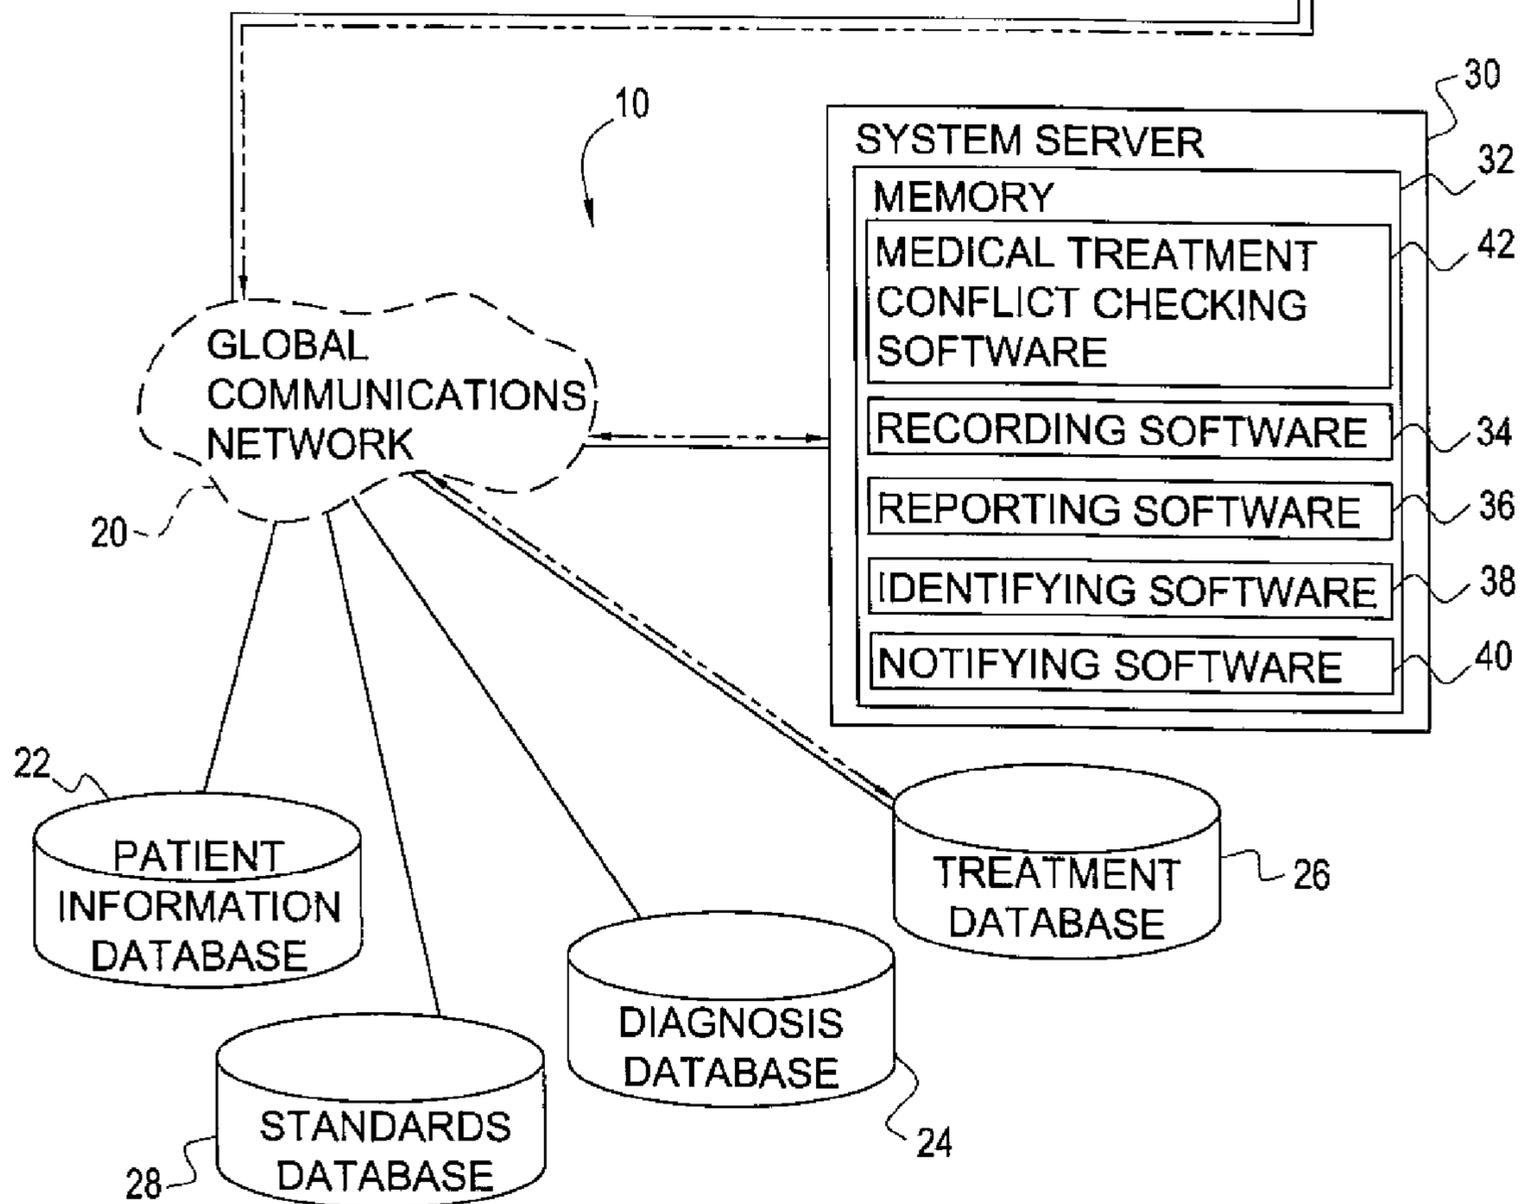 10
30
SYSTEM SERVER
32
MEMORY
42
MEDICAL TREATMENT
CONFLICT CHECKING
SOFTWARE
GLOBAL
COMMUNICATIONS
NETWORK
20
RECORDING SOFTWARE
34
REPORTING SOFTWARE
36
IDENTIFYING SOFTWARE
38
NOTIFYING SOFTWARE
40
22
PATIENT
INFORMATION
DATABASE
TREATMENT
DATABASE
26
DIAGNOSIS
DATABASE
24
STANDARDS
DATABASE
28